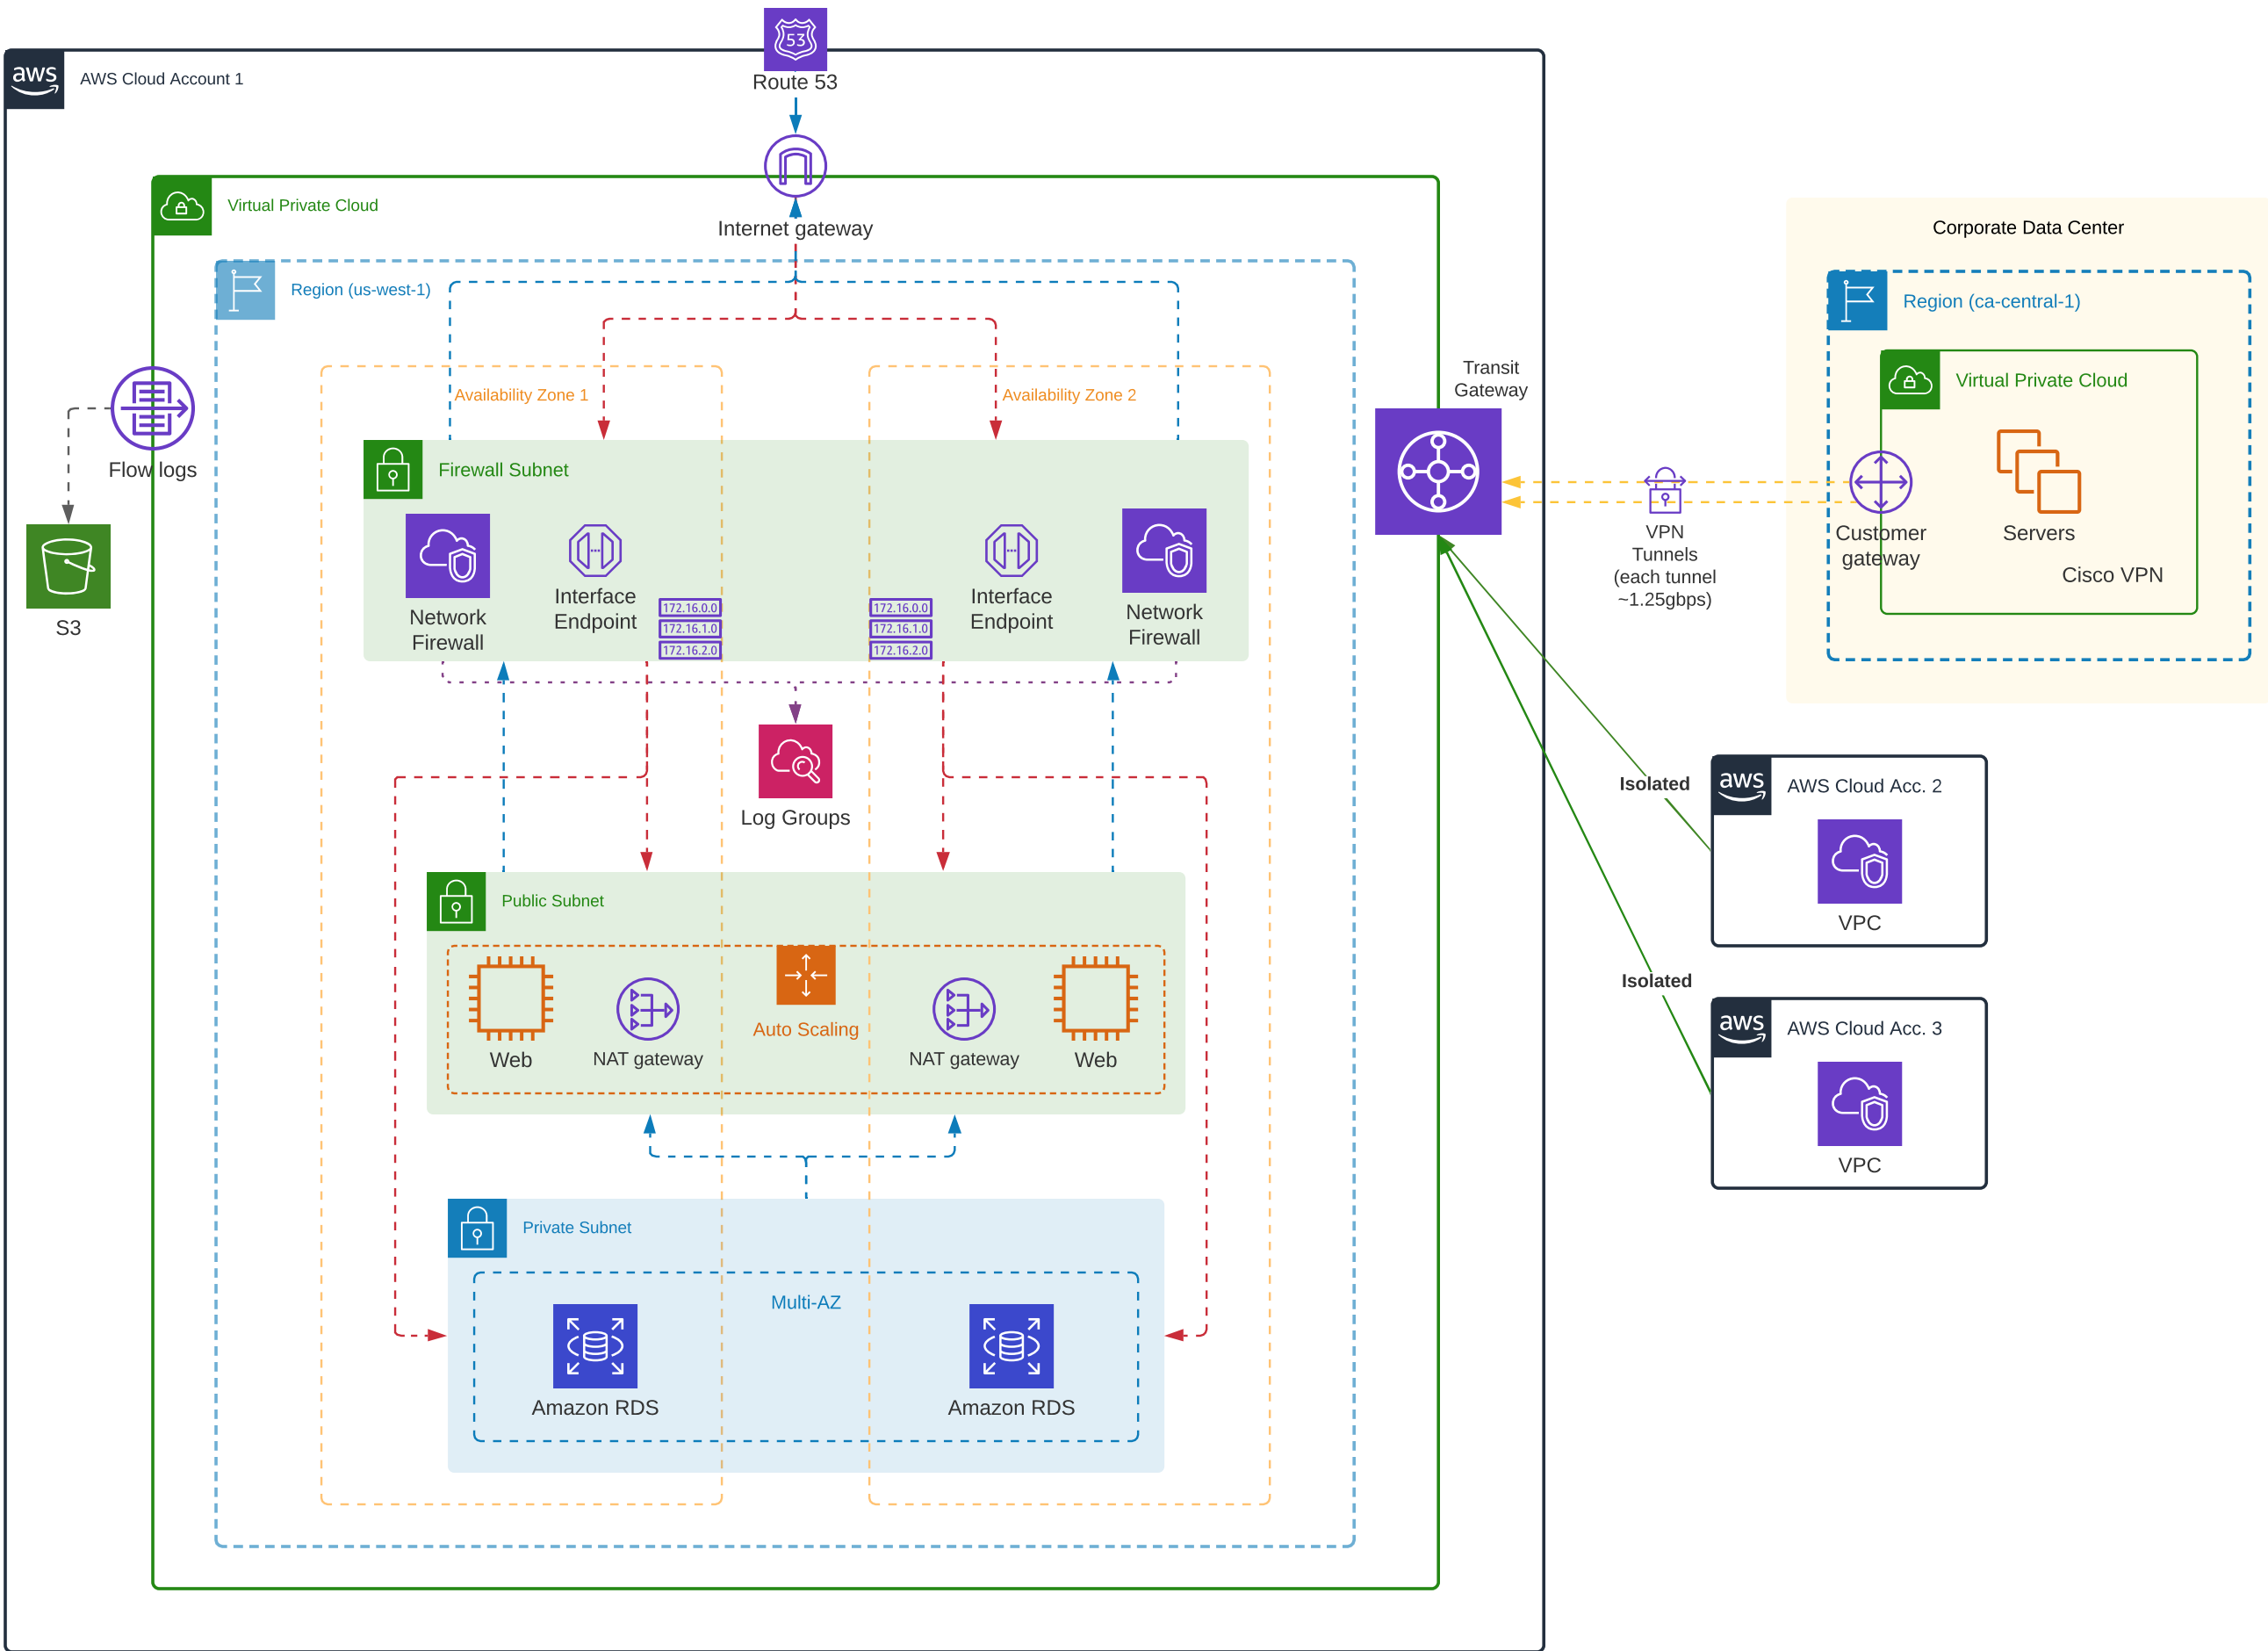 53
Route 53
aws
AWS Cloud Account 1
Virtual Private Cloud
Internet gateway
Region (us-west-1)
Availability Zone 1
Availability Zone 2
Flow logs
S3
Firewall Subnet
Network
Firewall
Interface
Endpoint
172.16.0.0
172.16.1.0
172.16.2.0
172.16.0.0
172.16.1.0
172.16.2.0
Interface
Endpoint
Network
Firewall
Log Groups
Public Subnet
Web
NAT gateway
Auto Scaling
NAT gateway
Web
Private Subnet
Multi-AZ
Amazon RDS
Amazon RDS
Transit
Gateway
VPN
Tunnels
(each tunnel
~1.25gbps)
Corporate Data Center
Region (ca-central-1)
Virtual Private Cloud
Customer
gateway
Servers
Cisco VPN
Isolated
aws
AWS Cloud Acc. 2
VPC
Isolated
aws
AWS Cloud Acc. 3
VPC